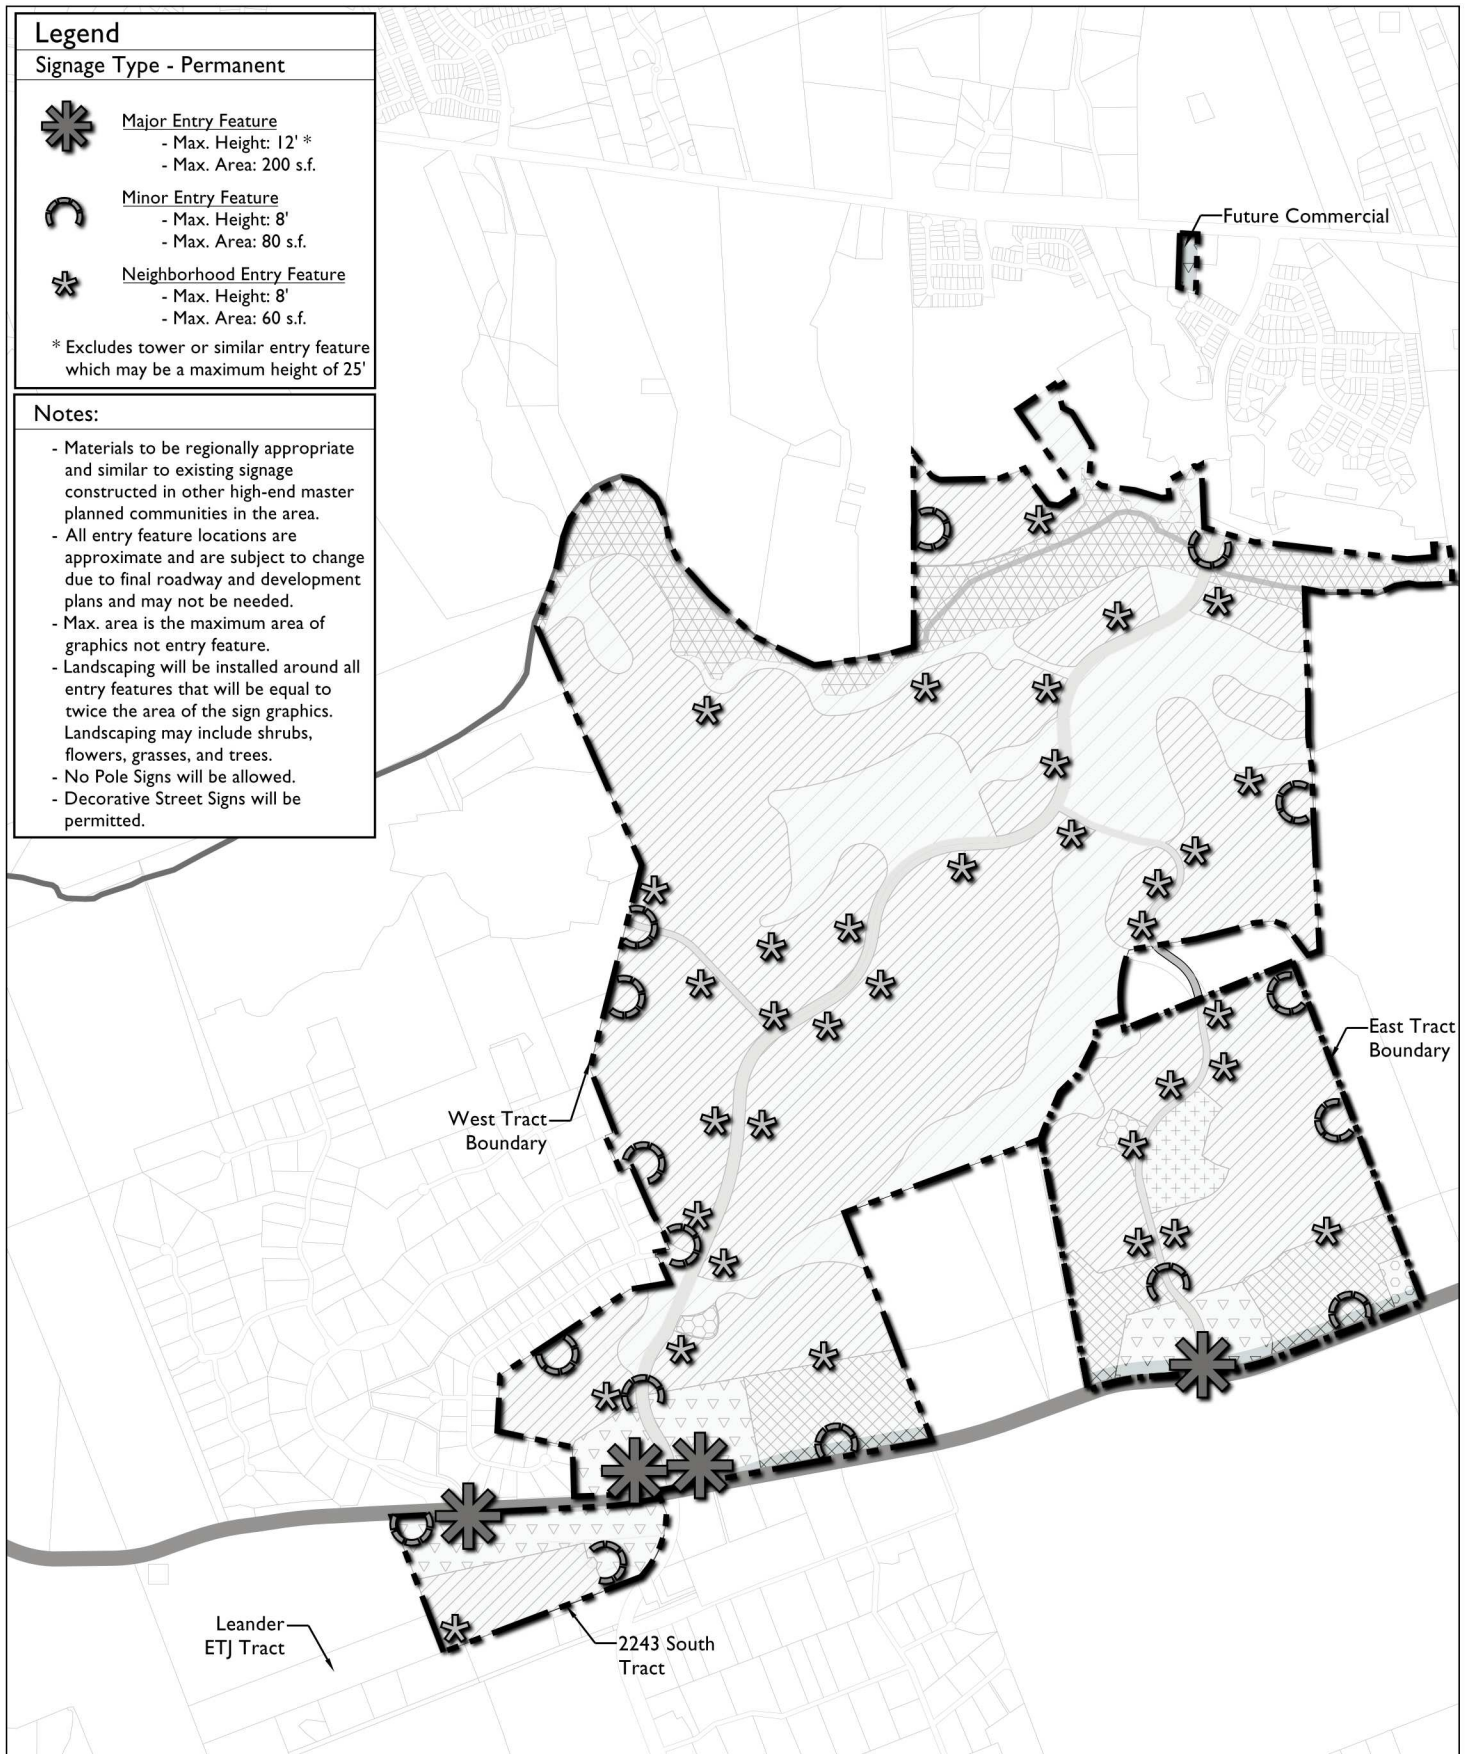 Legend
Signage Type - Permanent
Major Entry Feature
- Max. Height: 12' *
- Max. Area: 200 s.f.
Minor Entry Feature
- Max. Height: 8'
- Max. Area: 80 s.f.
Neighborhood Entry Feature
- Max. Height: 8'
- Max. Area: 60 s.f.
* Excludes tower or similar entry feature
which may be a maximum height of 25'
Notes:
- Materials to be regionally appropriate
and similar to existing signage
constructed in other high-end master
planned communities in the area.
- All entry feature locations are
approximate and are subject to change
due to final roadway and development
plans and may not be needed.
- Max. area is the maximum area of
graphics not entry feature.
- Landscaping will be installed around all
entry features that will be equal to
twice the area of the sign graphics.
Landscaping may include shrubs,
flowers, grasses, and trees.
- No Pole Signs will be allowed.
- Decorative Street Signs will be
permitted.
Future Commercial
East Tract
Boundary
West Tract
Boundary
Leander
ETJ Tract
2243 South
Tract